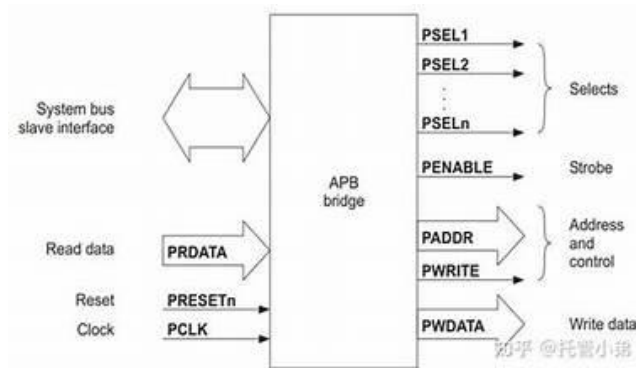 PSEL1
PSEL2
PSELn
Selects
System bus
slave interface
PENABLE
Strobe
APB
bridge
Read data
PRDATA
PADDR
Address
and
control
PWRITE
Reset
PRESETn
Clock
PCLK
PWDATA
Write data
知乎 @托管小弟